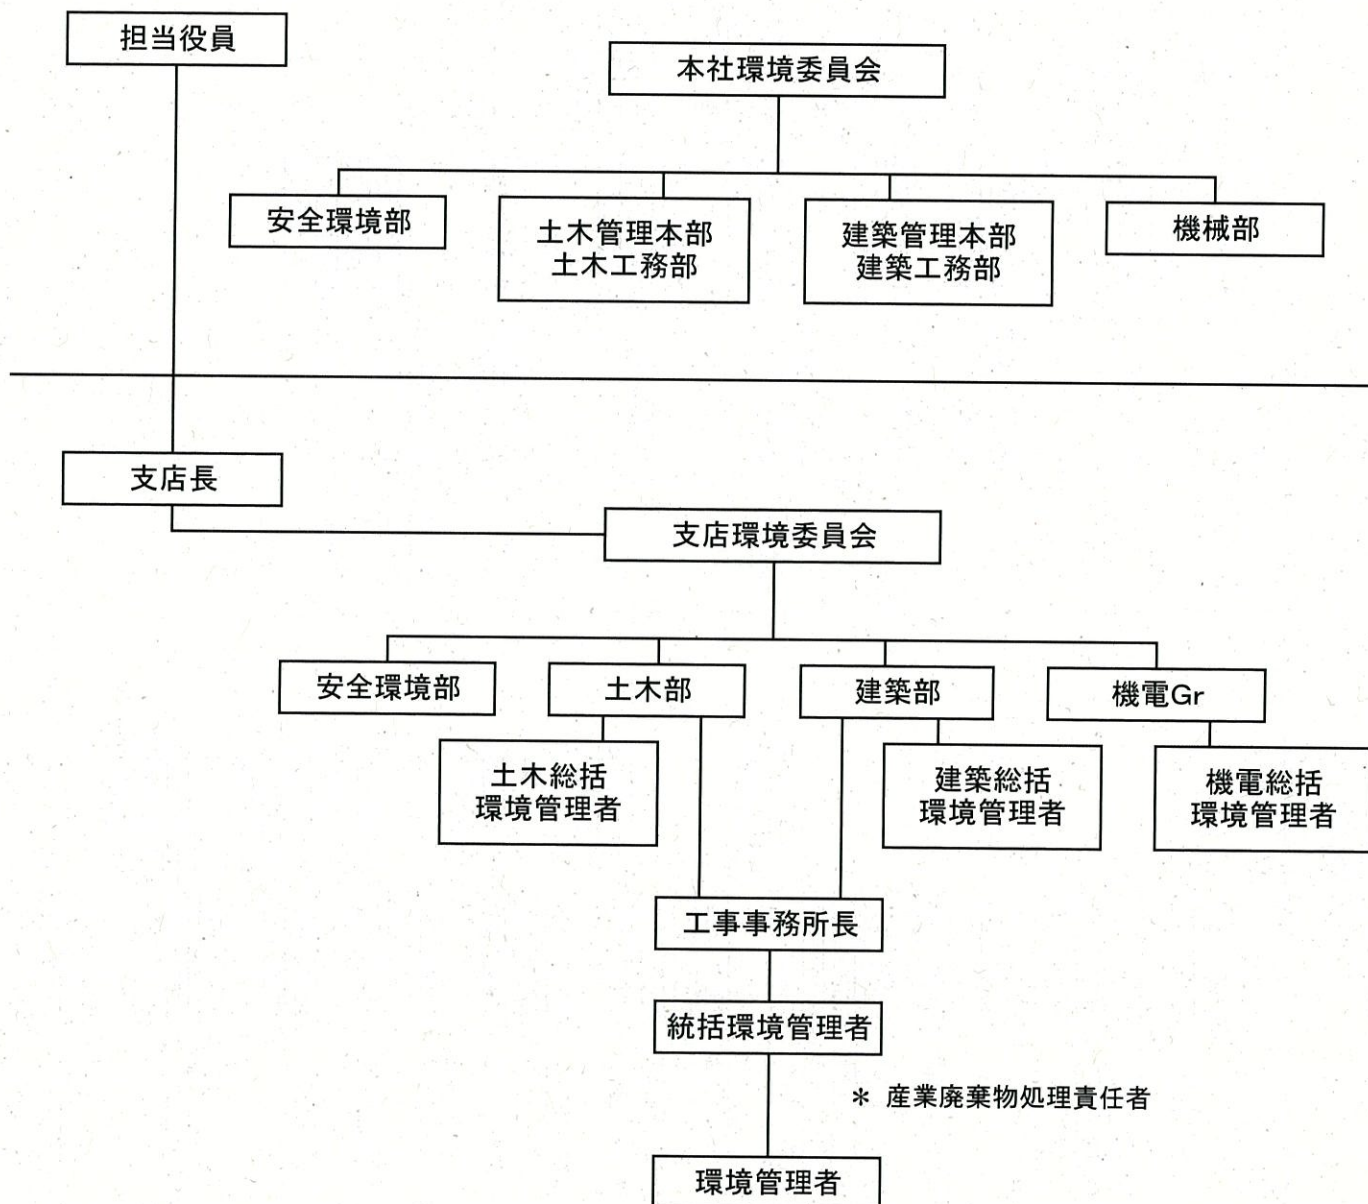 担当役員
本社環境委員会
安全環境部
土木管理本部
土木工務部
建築管理本部
建築工務部
機械部
支店長
支店環境委員会
安全環境部
土木部
建築部
機電Gr
土木総括
環境管理者
建築総括
環境管理者
機電総括
環境管理者
工事事務所長
統括環境管理者
＊ 産業廃棄物処理責任者
環境管理者